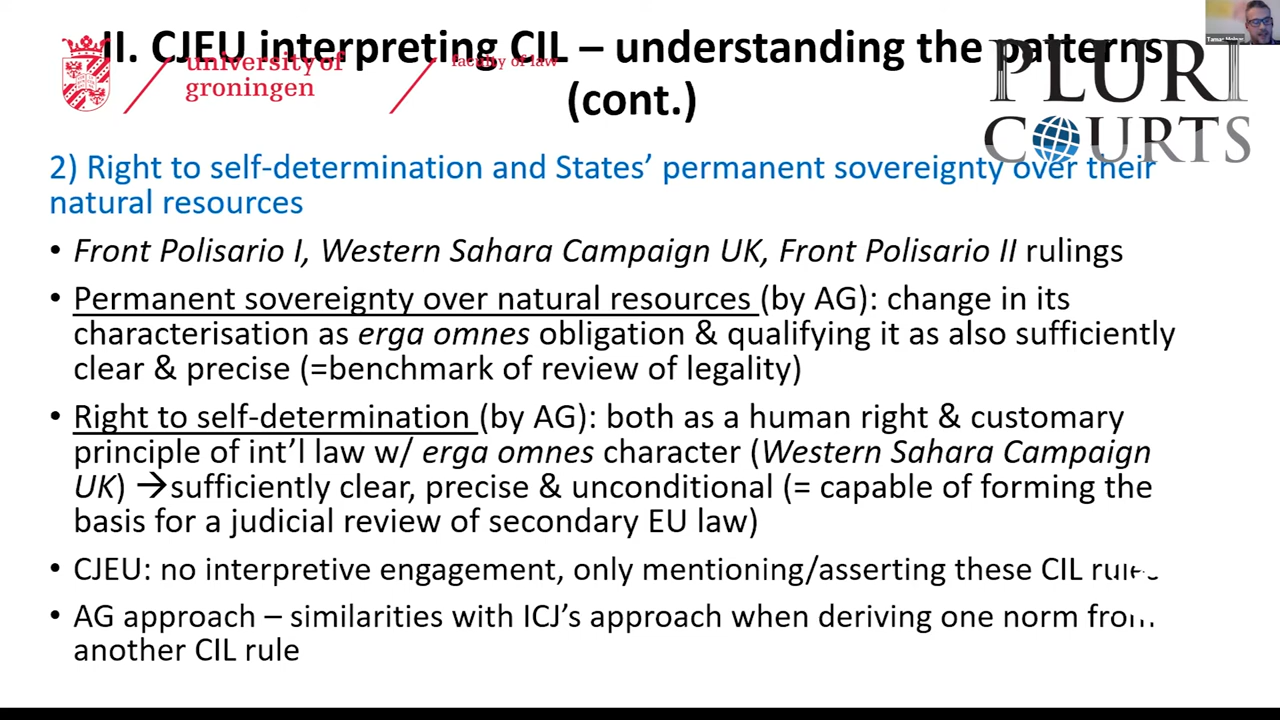 II. CJEU interpreting CIL – understanding the patterns
(cont.)
university of
groningen
faculty of law
PLURI
COURTS
2) Right to self-determination and States’ permanent sovereignty over their
natural resources
• Front Polisario I, Western Sahara Campaign UK, Front Polisario II rulings
• Permanent sovereignty over natural resources (by AG): change in its
characterisation as erga omnes obligation & qualifying it as also sufficiently
clear & precise (=benchmark of review of legality)
• Right to self-determination (by AG): both as a human right & customary
principle of int’l law w/ erga omnes character (Western Sahara Campaign
UK) →sufficiently clear, precise & unconditional (= capable of forming the
basis for a judicial review of secondary EU law)
• CJEU: no interpretive engagement, only mentioning/asserting these CIL rules
• AG approach – similarities with ICJ’s approach when deriving one norm from
another CIL rule